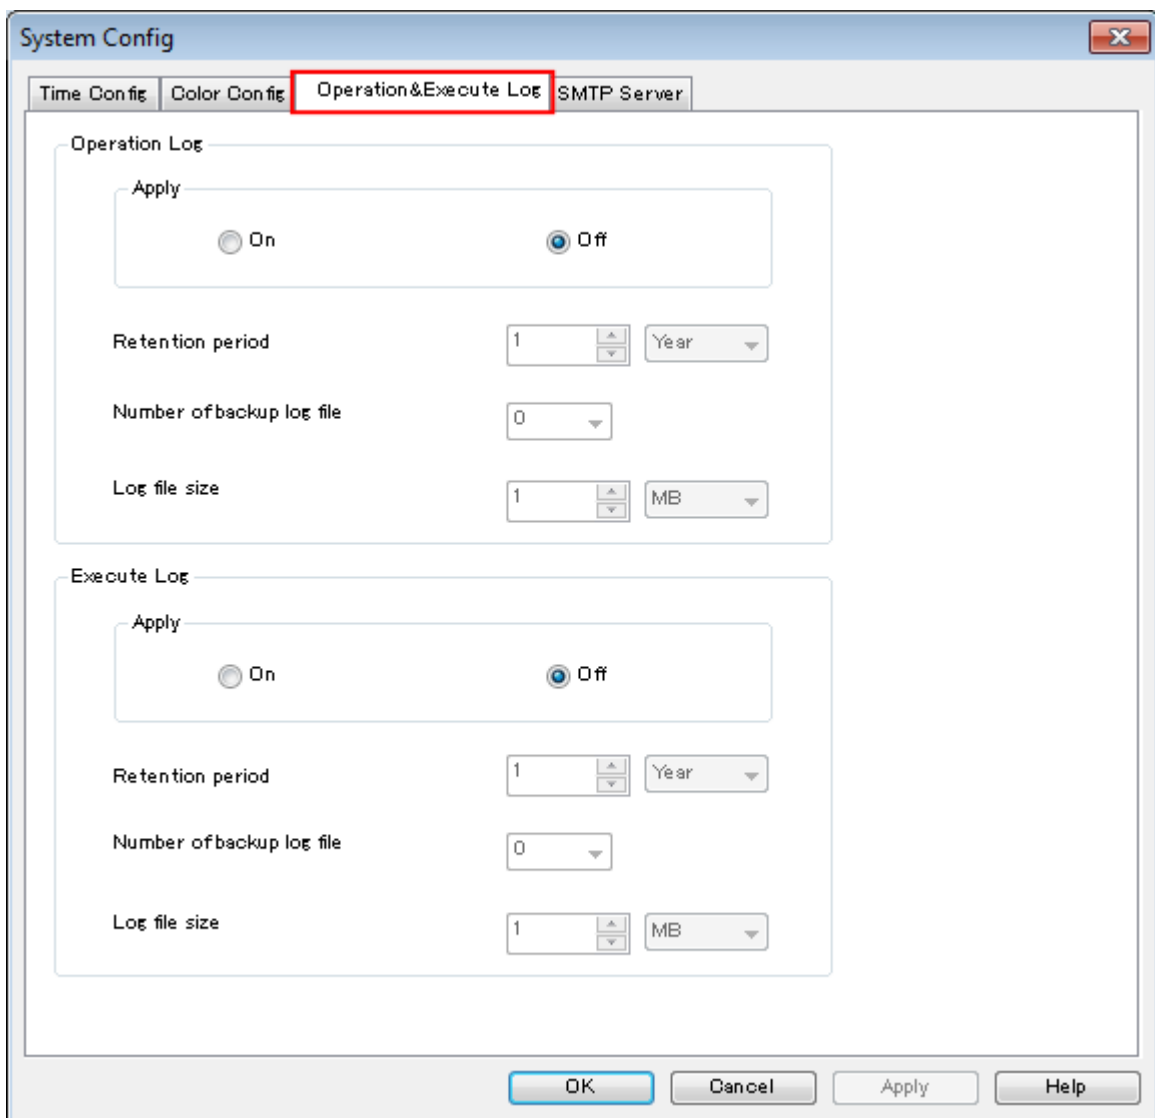 System Config
Time Config Color Config Operation&Execute Log SMTP Server
Operation Log
Apply
On Off
Retention period 1 Year
Number of backup log file 0
Log file size 1 MB
Execute Log
Apply
On Off
Retention period 1 Year
Number of backup log file 0
Log file size 1 MB
OK Cancel Apply Help